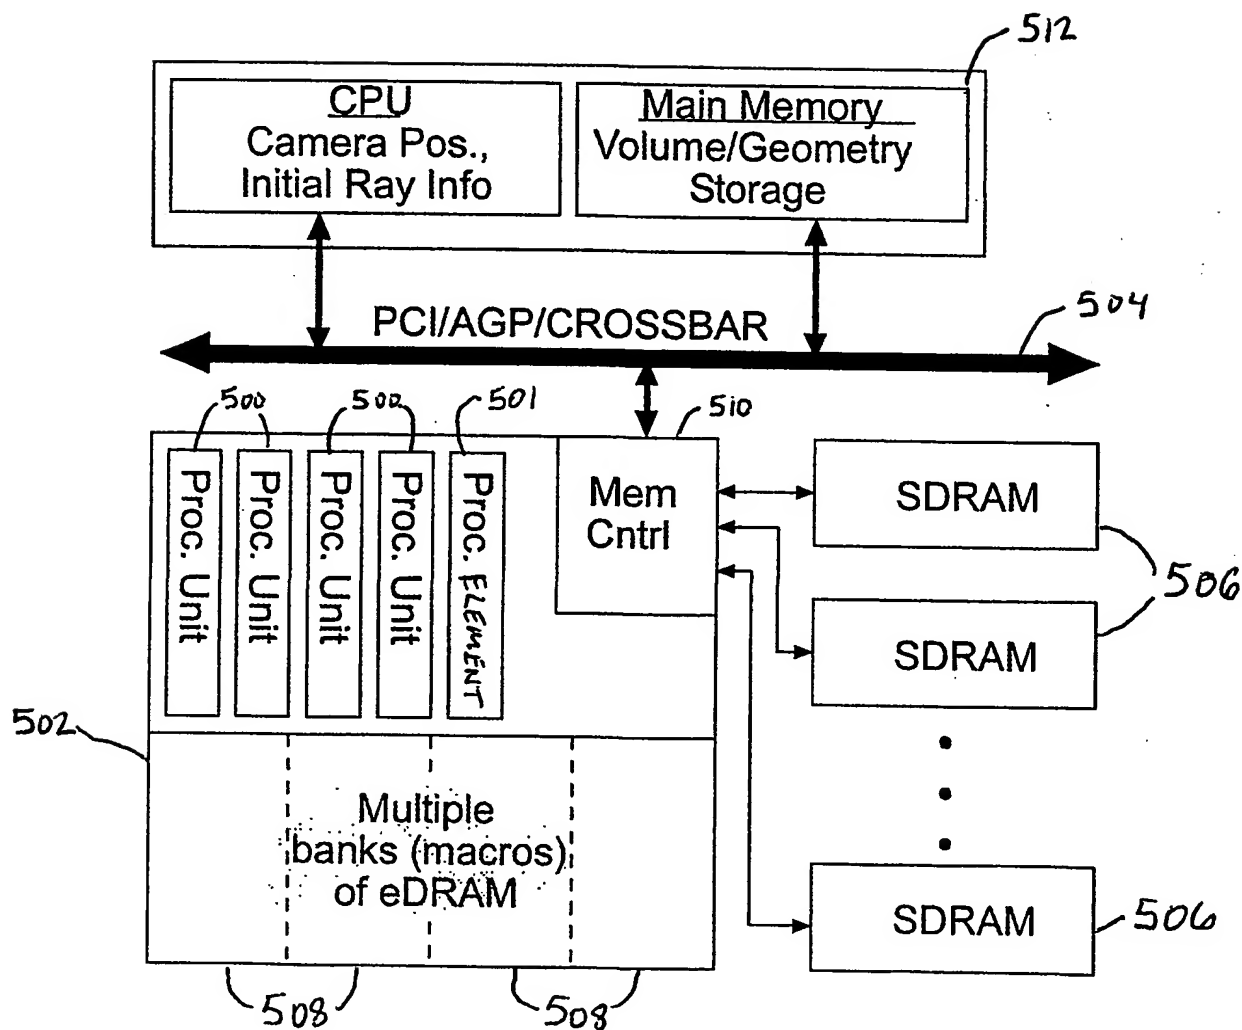 512
CPU
Camera Pos.,
Initial Ray Info
Main Memory
Volume/Geometry
Storage
PCI/AGP/CROSSBAR
504
500
500
501
510
Proc. Unit
Proc. Unit
Proc. Unit
Proc. Unit
Proc. ELEMENT
Mem
Cntrl
SDRAM
506
SDRAM
502
Multiple
banks (macros)
of eDRAM
SDRAM
506
508
508